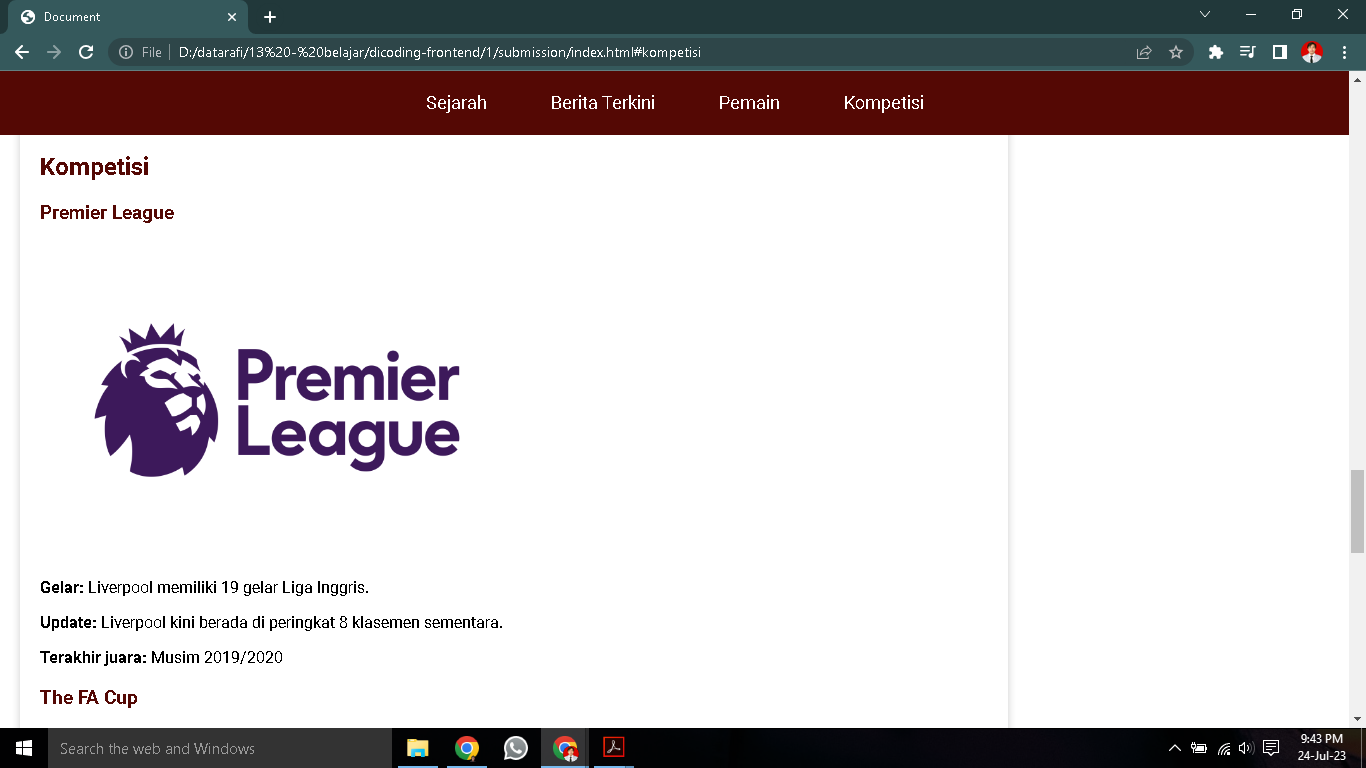 Document
File
D:/datarafi/13%20-%20belajar/dicoding-frontend/1/submission/index.html#kompetisi
Sejarah Berita Terkini Pemain Kompetisi
Kompetisi
Premier League
Premier
League
Gelar: Liverpool memiliki 19 gelar Liga Inggris.
Update: Liverpool kini berada di peringkat 8 klasemen sementara.
Terakhir juara: Musim 2019/2020
The FA Cup
Search the web and Windows
9:43 PM
24-Jul-23